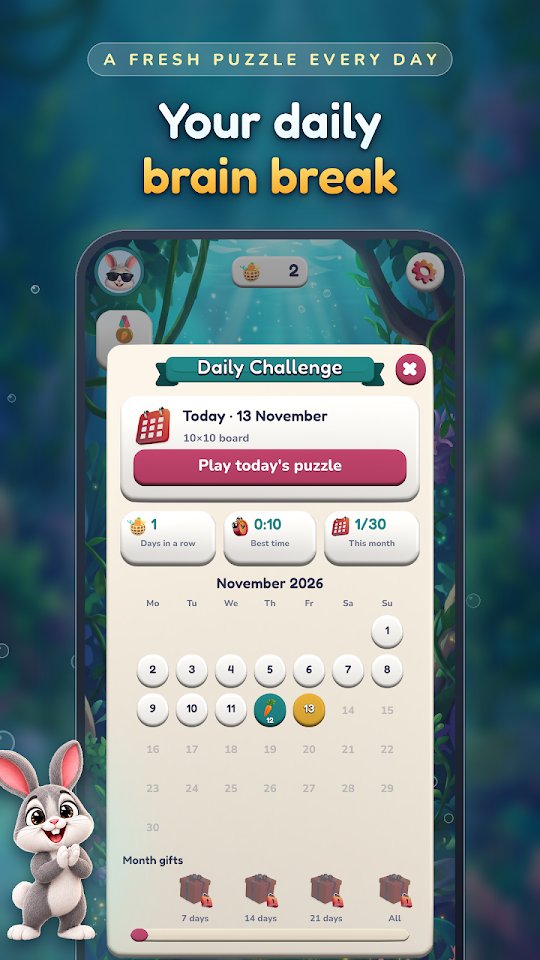 A FRESH PUZZLE EVERY DAY
Your daily
brain break
2
Daily Challenge
Today · 13 November
10×10 board
Play today's puzzle
1 0:10 1/30
Days in a row Best time This month
November 2026
Mo Tu We Th Fr Sa Su
1
2 3 4 5 6 7 8
9 10 11 12 13 14 15
16 17 18 19 20 21 22
23 24 25 26 27 28 29
30
Month gifts
7 days 14 days 21 days All